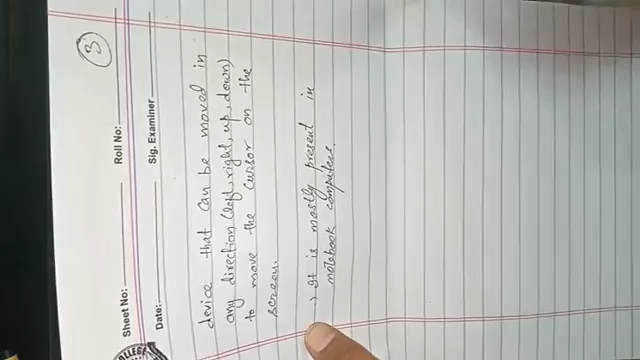 3
Sheet No: Roll No:
Date: Sig. Examiner
device that can be moved in
any direction (left, right, up, down)
to move the cursor on the
screen.
→ It is mostly present in
notebook computers.